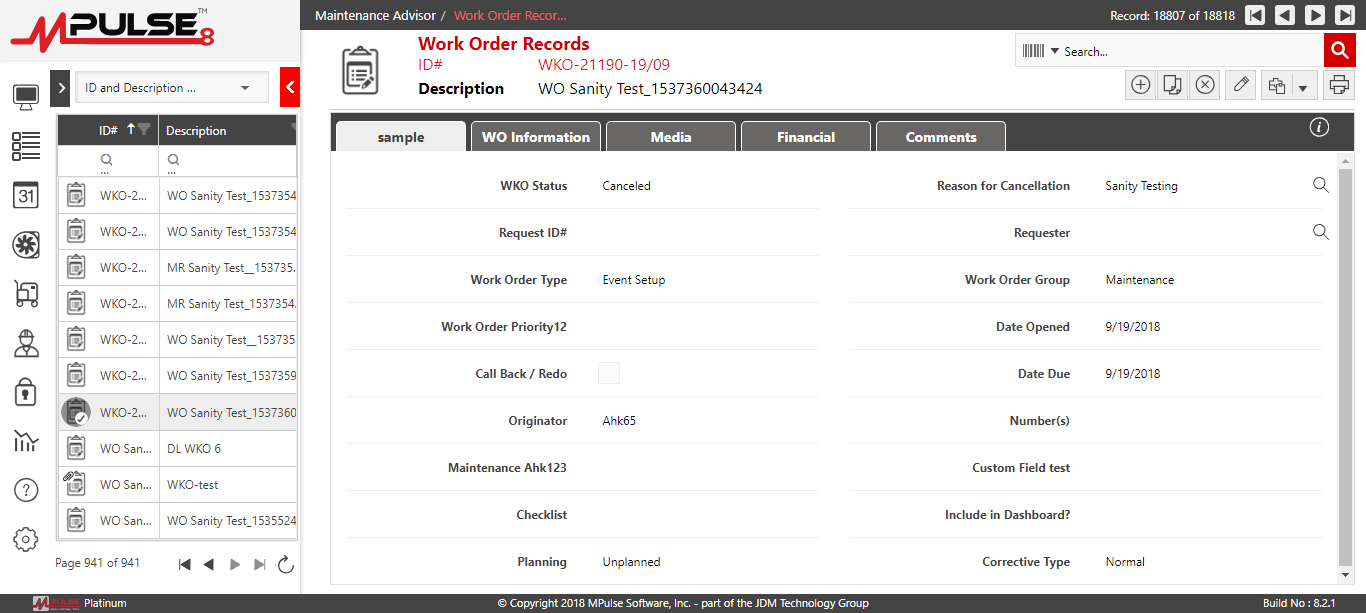 MPULSE 8 ™
Maintenance Advisor / Work Order Recor...
Record: 18807 of 18818
Work Order Records
ID# WKO-21190-19/09
Description WO Sanity Test_1537360043424
Search...
ID and Description ...
ID# Description
... ...
WKO-2... WO Sanity Test_1537354
WKO-2... WO Sanity Test_1537354
WKO-2... MR Sanity Test__153735.
WKO-2... MR Sanity Test_1537354.
WKO-2... WO Sanity Test__153735
WKO-2... WO Sanity Test_1537359
WKO-2... WO Sanity Test_1537360
WO San... DL WKO 6
WO San... WKO-test
WO San... WO Sanity Test_1535524
Page 941 of 941
31
sample WO Information Media Financial Comments
WKO Status Canceled Reason for Cancellation Sanity Testing
Request ID# Requester
Work Order Type Event Setup Work Order Group Maintenance
Work Order Priority12 Date Opened 9/19/2018
Call Back / Redo Date Due 9/19/2018
Originator Ahk65 Number(s)
Maintenance Ahk123 Custom Field test
Checklist Include in Dashboard?
Planning Unplanned Corrective Type Normal
MPULSE Platinum
© Copyright 2018 MPulse Software, Inc. - part of the JDM Technology Group
Build No : 8.2.1